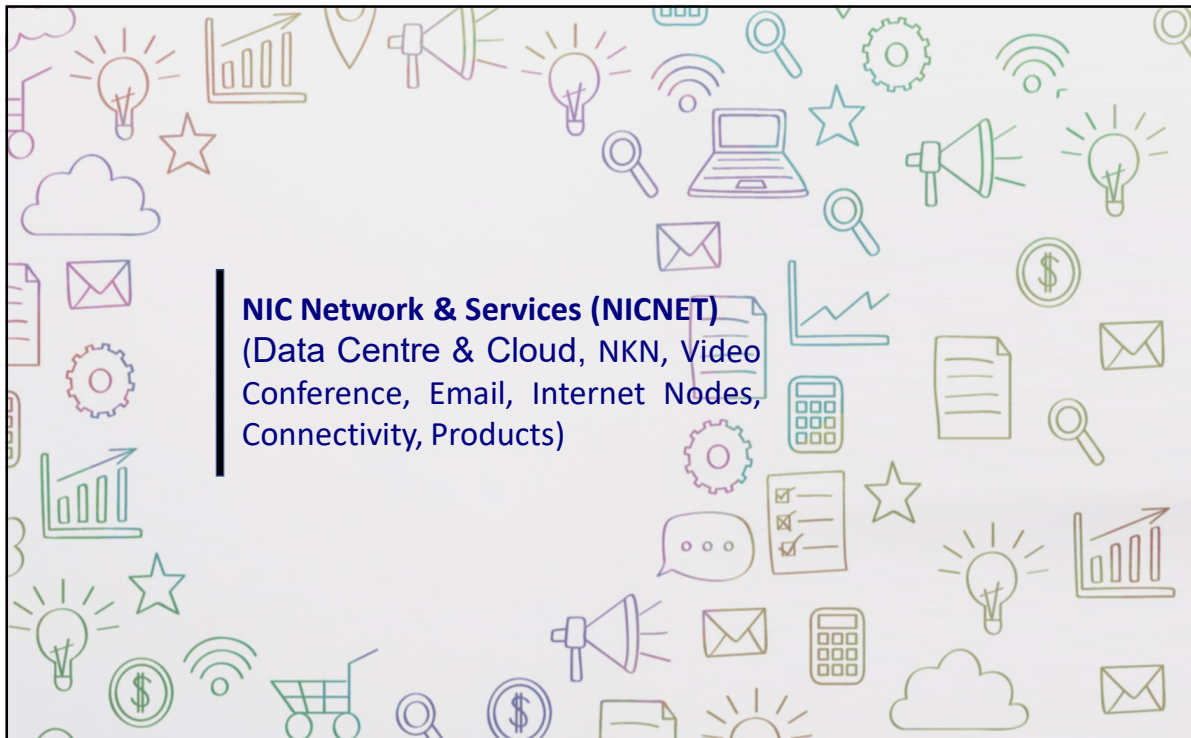 NIC Network & Services (NICNET)
(Data Centre & Cloud, NKN, Video
Conference, Email, Internet Nodes,
Connectivity, Products)